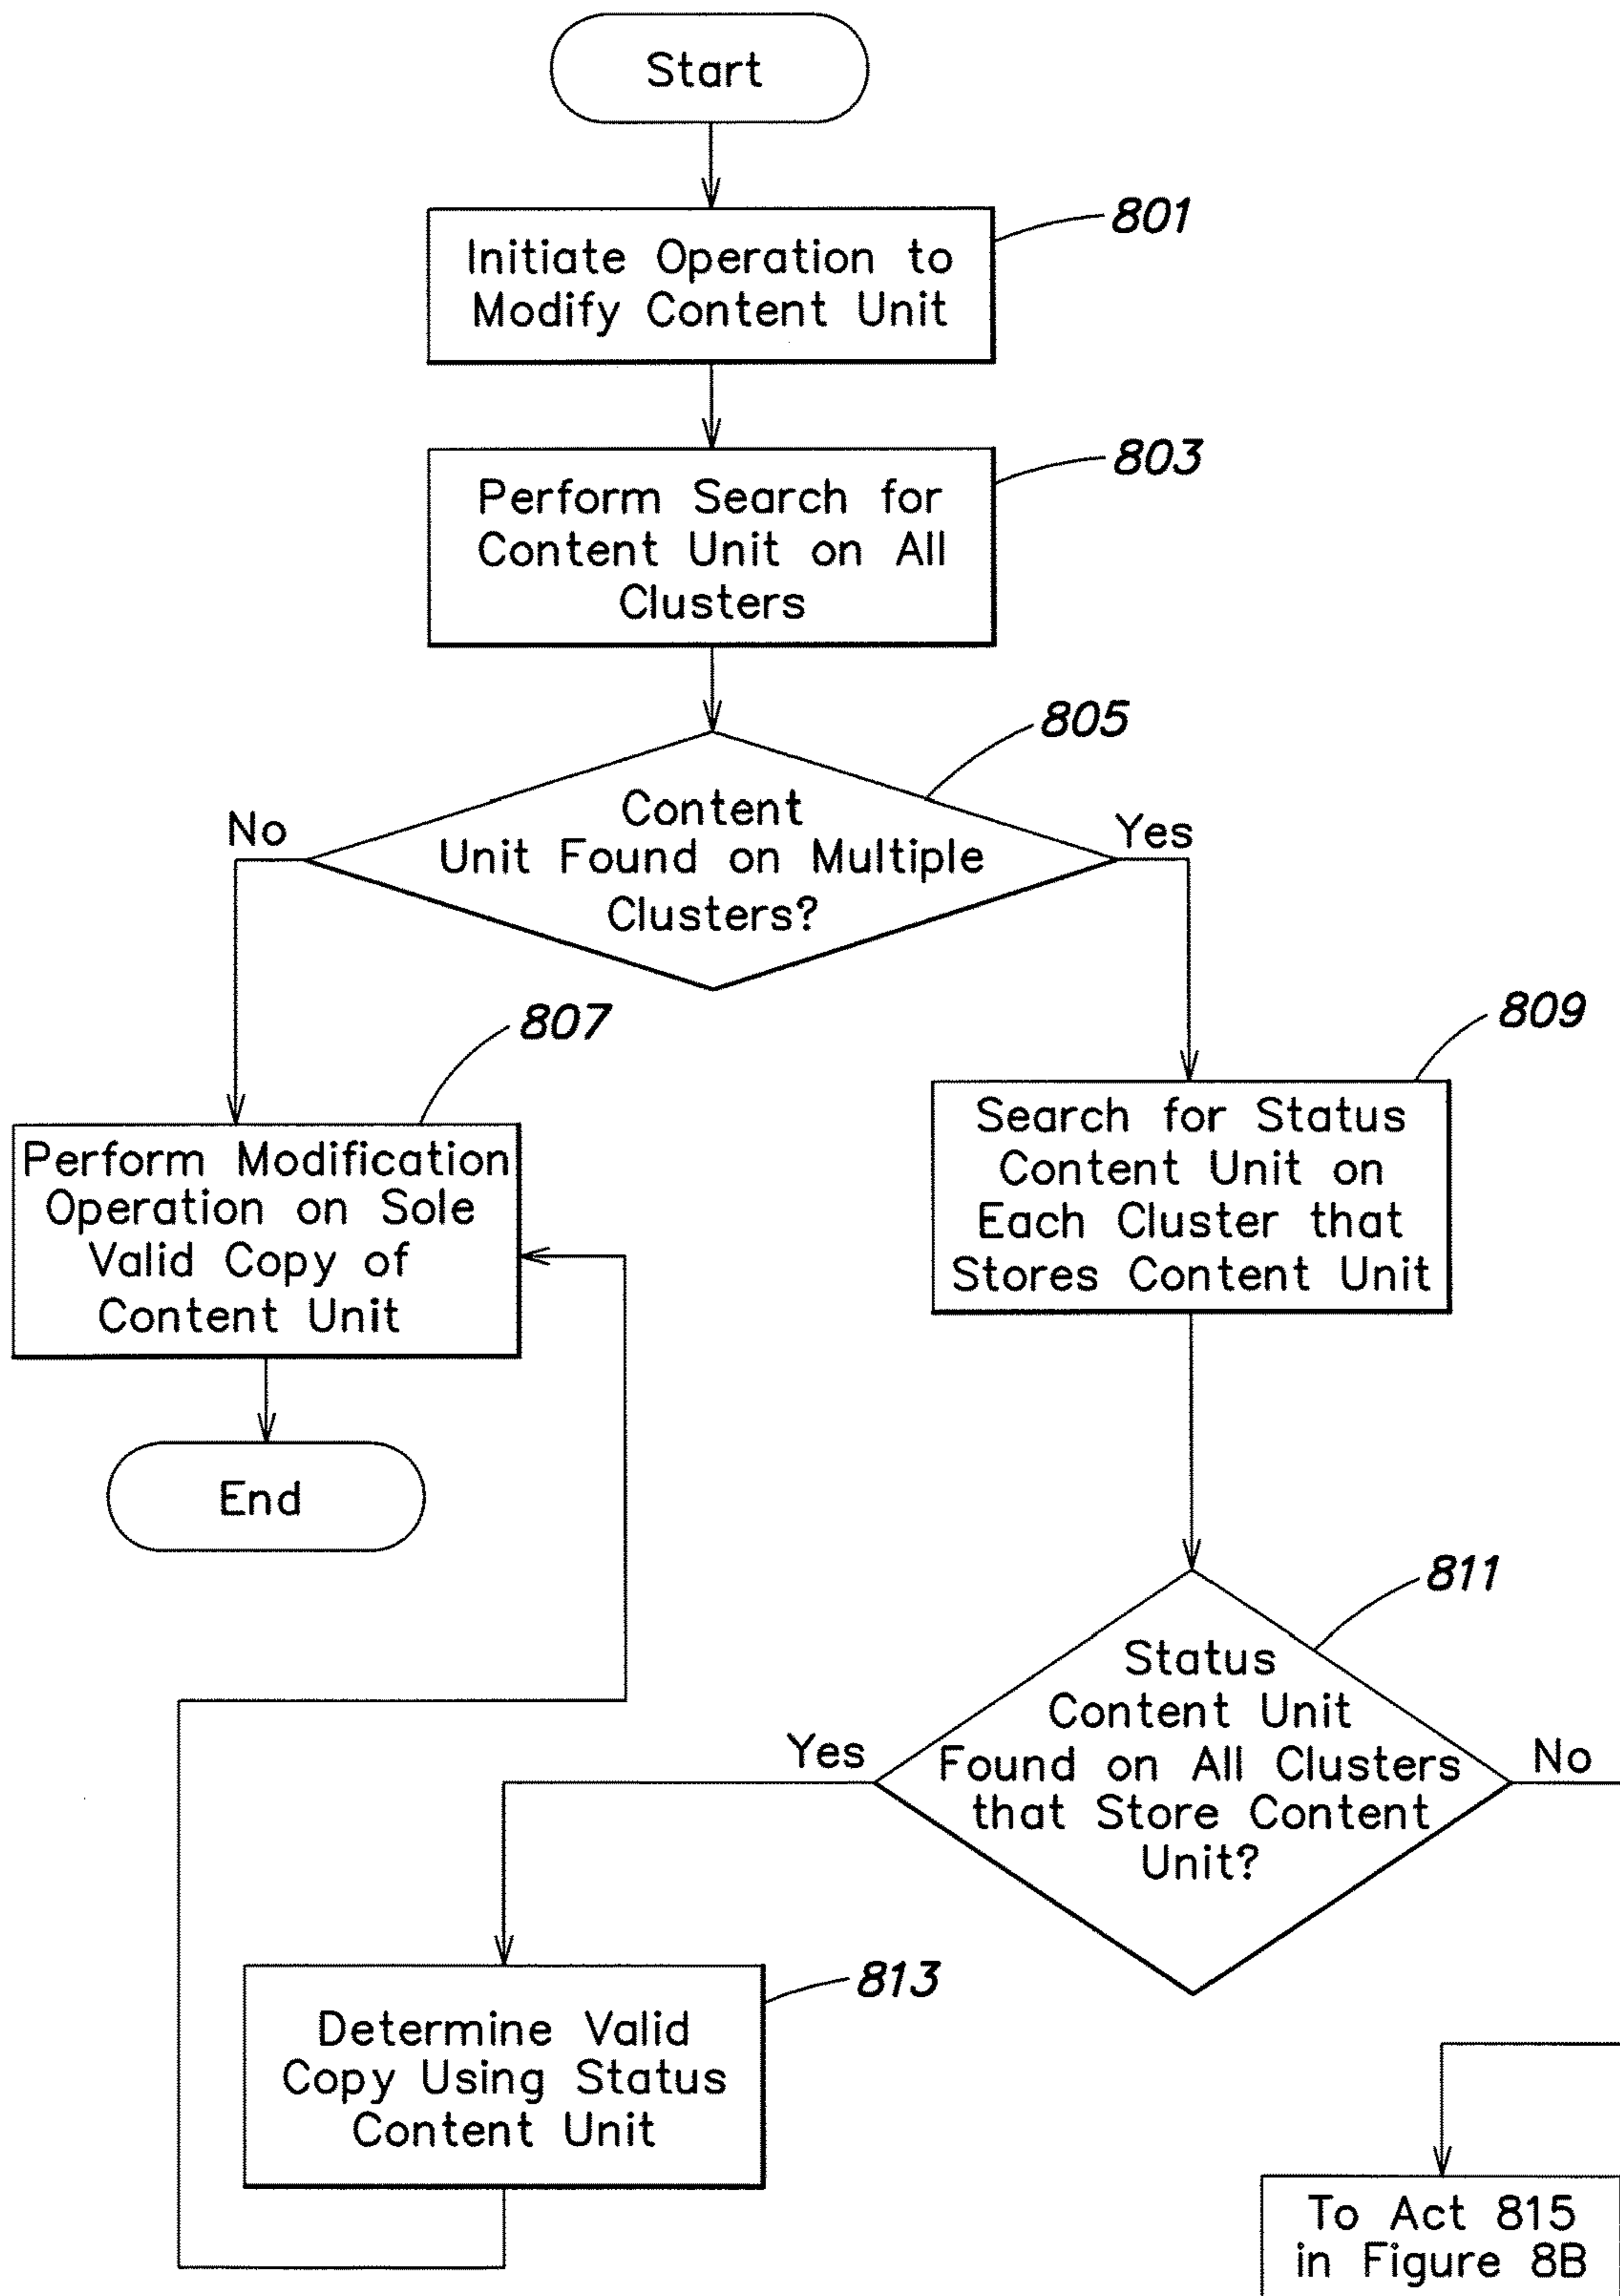 Start
801
Initiate Operation to
Modify Content Unit
803
Perform Search for
Content Unit on All
Clusters
805
Content
Unit Found on Multiple
Clusters?
No
Yes
807
Perform Modification
Operation on Sole
Valid Copy of
Content Unit
End
809
Search for Status
Content Unit on
Each Cluster that
Stores Content Unit
811
Status
Content Unit
Found on All Clusters
that Store Content
Unit?
Yes
No
813
Determine Valid
Copy Using Status
Content Unit
To Act 815
in Figure 8B